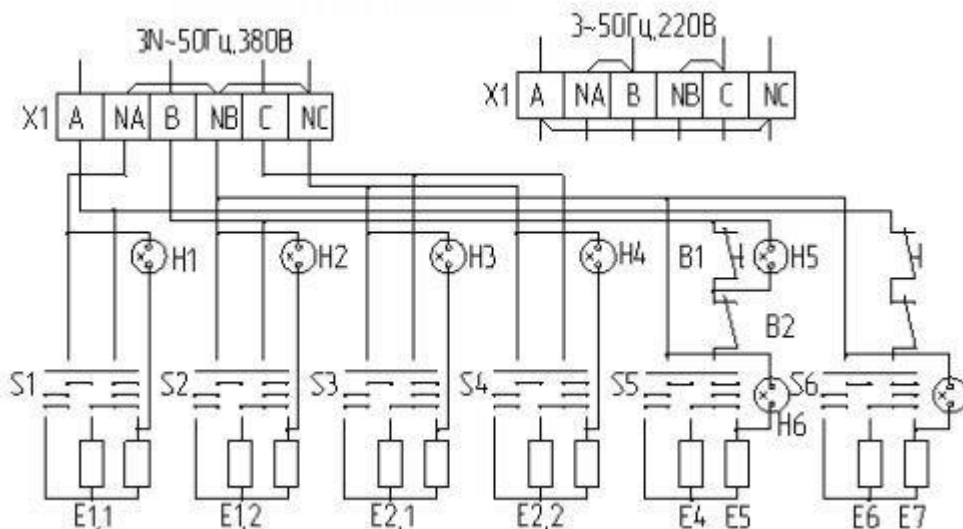 3N~50Гц,380В
3~50Гц,220В
X1 A NA B NB C NC
X1 A NA B NB C NC
H1 H2 H3 H4 B1 H5
B2
S1 S2 S3 S4 S5 S6
H6
E1,1 E1,2 E2,1 E2,2 E4 E5 E6 E7